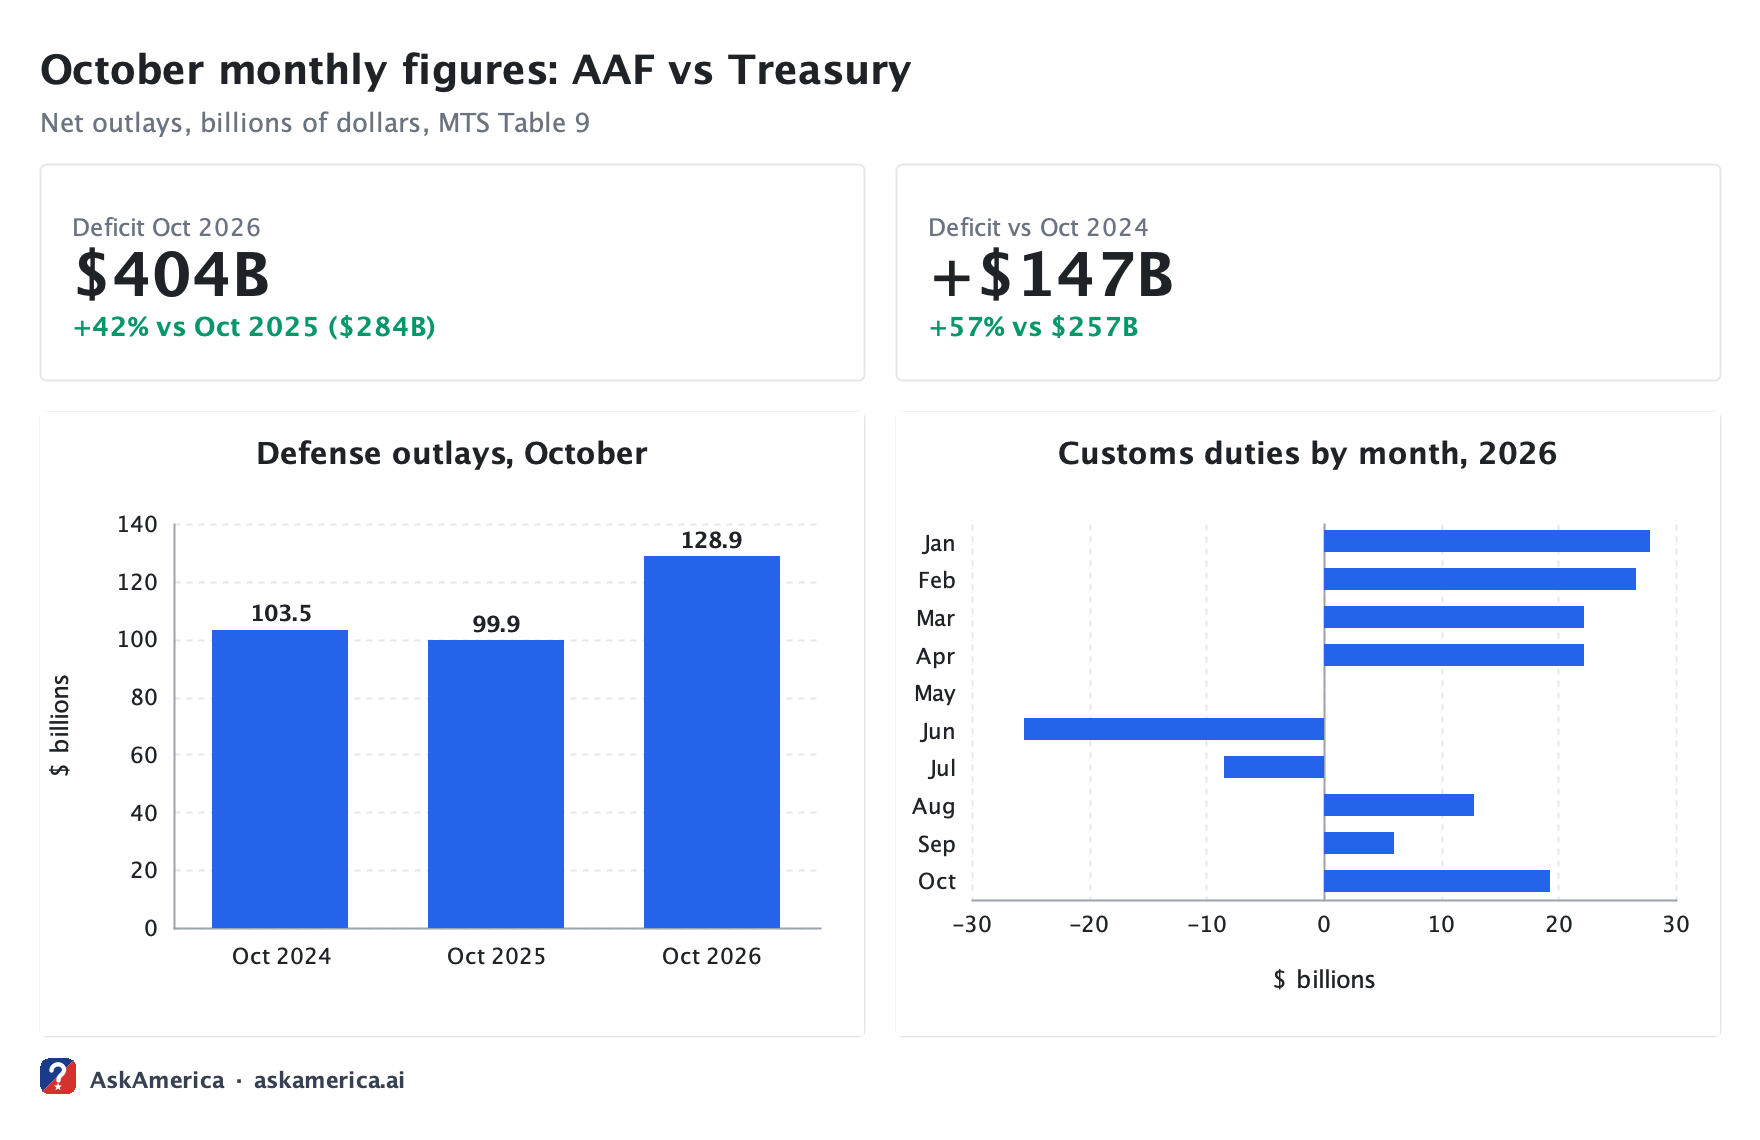 October monthly figures: AAF vs Treasury
Net outlays, billions of dollars, MTS Table 9
Deficit Oct 2026
$404B
+42% vs Oct 2025 ($284B)
Deficit vs Oct 2024
+$147B
+57% vs $257B
Defense outlays, October
$ billions
140
120
100
80
60
40
20
0
103.5
99.9
128.9
Oct 2024
Oct 2025
Oct 2026
Customs duties by month, 2026
Jan
Feb
Mar
Apr
May
Jun
Jul
Aug
Sep
Oct
−30
−20
−10
0
10
20
30
$ billions
AskAmerica · askamerica.ai